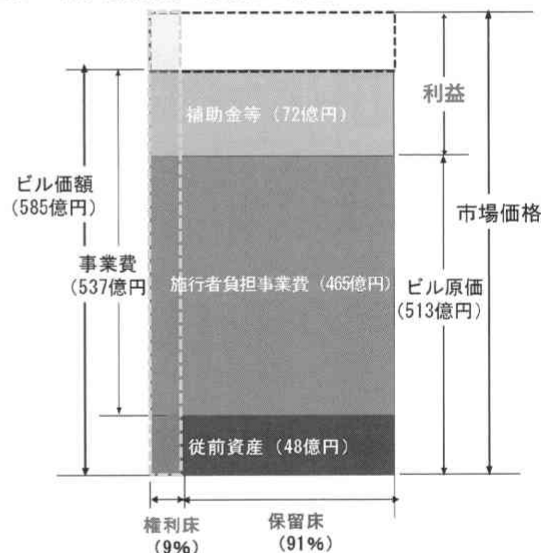 補助金等 (72億円)
利益
ビル価額
(585億円)
市場価格
事業費
(537億円
施行者負担事業費 (465億円)
ビル原価
(513億円)
従前資産 (48億円)
権利床
(9%)
保留床
(91%)